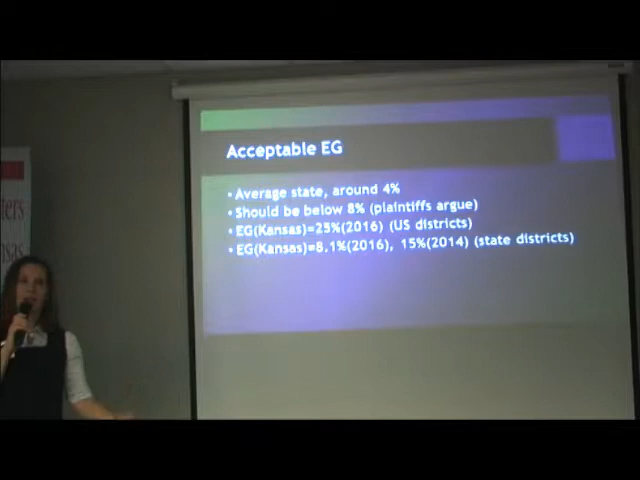 Acceptable EG
• Average state, around 4%
• Should be below 8% (plaintiffs argue)
• EG(Kansas)=25%(2016) (US districts)
• EG(Kansas)=8.1%(2016), 15%(2014) (state districts)